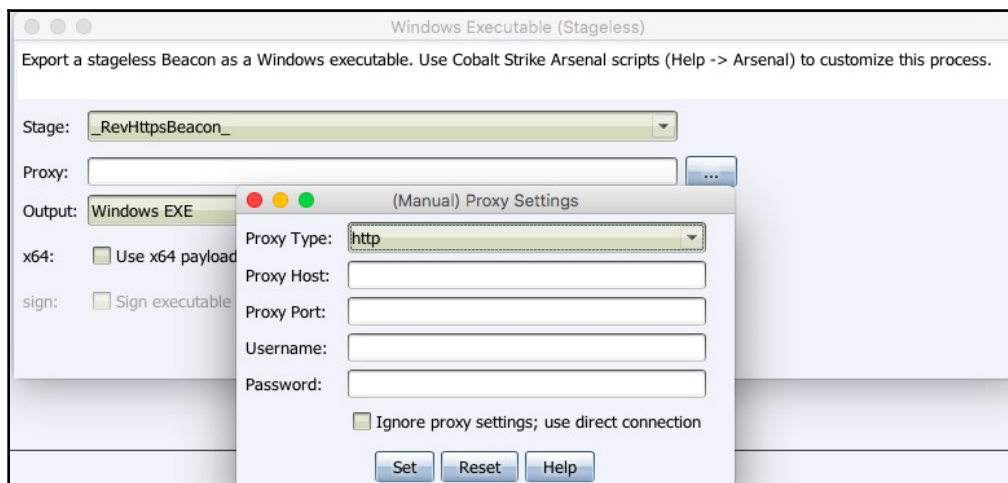 Windows Executable (Stageless)
Export a stageless Beacon as a Windows executable. Use Cobalt Strike Arsenal scripts (Help -> Arsenal) to customize this process.
Stage: _RevHttpsBeacon_
Proxy: ...
(Manual) Proxy Settings
Output: Windows EXE
Proxy Type: http
x64: Use x64 payload
Proxy Host:
sign: Sign executable
Proxy Port:
Username:
Password:
Ignore proxy settings; use direct connection
Set Reset Help